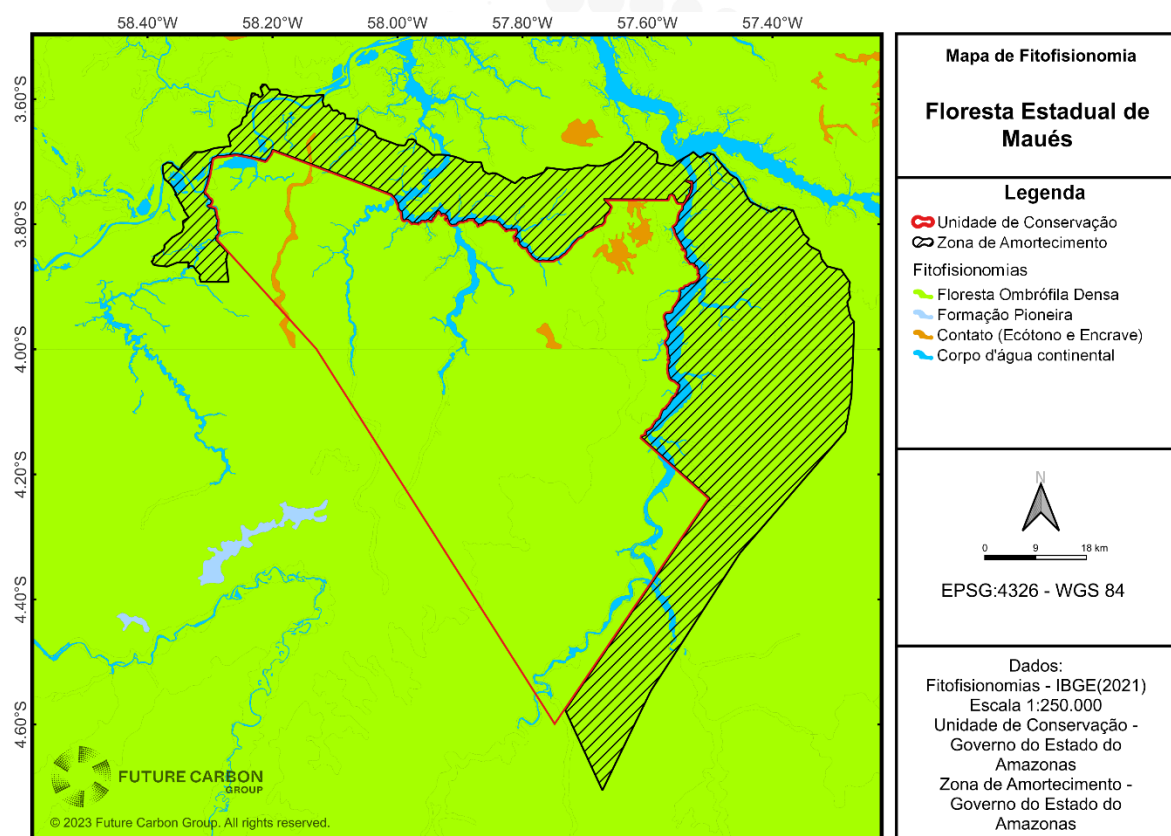 58.40°W 58.20°W 58.00°W 57.80°W 57.60°W 57.40°W
3.60°S
3.80°S
4.00°S
4.20°S
4.40°S
4.60°S
FUTURE CARBON
GROUP
© 2023 Future Carbon Group. All rights reserved.
Mapa de Fitofisionomia
Floresta Estadual de
Maués
Legenda
Unidade de Conservação
Zona de Amortecimento
Fitofisionomias
Floresta Ombrófila Densa
Formação Pioneira
Contato (Ecótono e Encrave)
Corpo d'água continental
N
0 9 18 km
EPSG:4326 - WGS 84
Dados:
Fitofisionomias - IBGE(2021)
Escala 1:250.000
Unidade de Conservação -
Governo do Estado do
Amazonas
Zona de Amortecimento -
Governo do Estado do
Amazonas